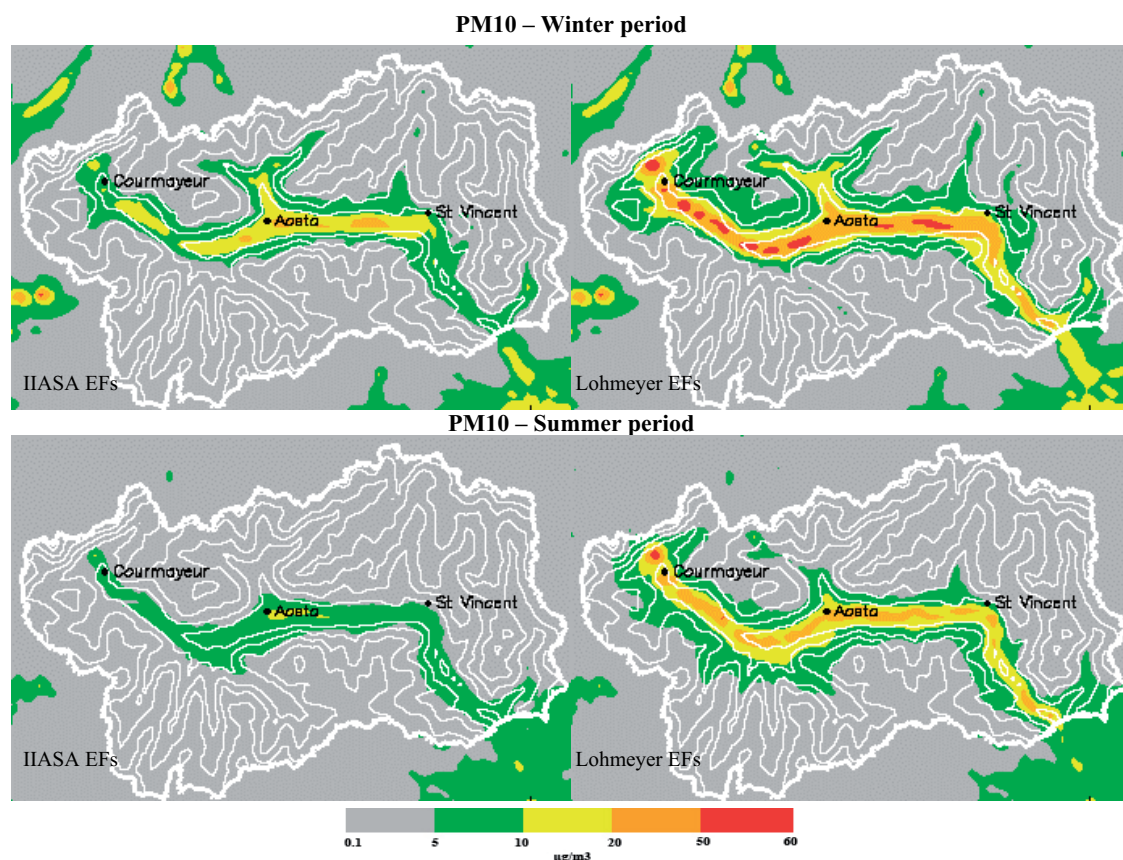 PM10 – Winter period
Courmayeur
Aosta
St Vincent
IIASA EFs
Courmayeur
Aosta
St Vincent
Lohmeyer EFs
PM10 – Summer period
Courmayeur
Aosta
St Vincent
IIASA EFs
Courmayeur
Aosta
St Vincent
Lohmeyer EFs
0.1 5 10 20 50 60
µg/m3